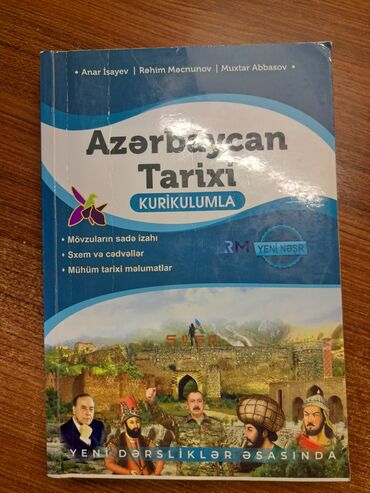 • Anar İsayev | Rəhim Məcnunov | Muxtar Abbasov •
Azərbaycan
Tarixi
KURİKULUMLA
• Mövzuların sadə izahı
• Sxem və cədvəllər
• Mühüm tarixi məlumatlar
RM YENİ NƏŞR
ŞUŞA
YENİ DƏRSLİKLƏR ƏSASINDA